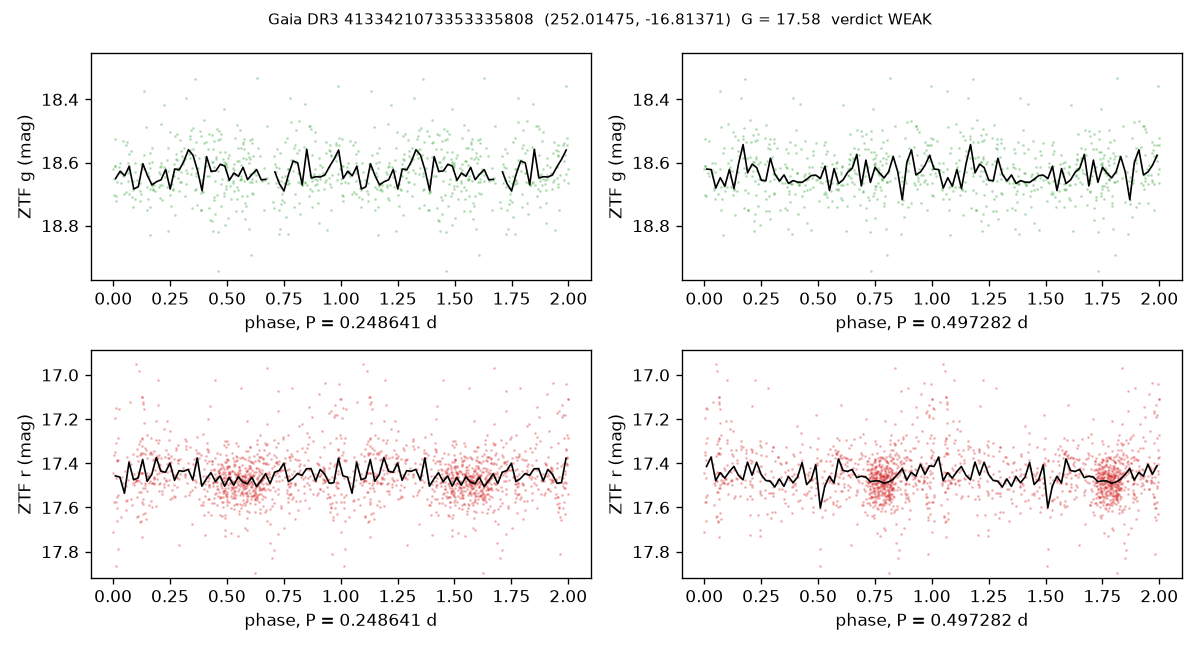 Gaia DR3 4133421073353335808  (252.01475, -16.81371)  G = 17.58  verdict WEAK
ZTF g (mag)
18.4
18.6
18.8
0.00 0.25 0.50 0.75 1.00 1.25 1.50 1.75 2.00
phase, P = 0.248641 d
ZTF g (mag)
18.4
18.6
18.8
0.00 0.25 0.50 0.75 1.00 1.25 1.50 1.75 2.00
phase, P = 0.497282 d
ZTF r (mag)
17.0
17.2
17.4
17.6
17.8
0.00 0.25 0.50 0.75 1.00 1.25 1.50 1.75 2.00
phase, P = 0.248641 d
ZTF r (mag)
17.0
17.2
17.4
17.6
17.8
0.00 0.25 0.50 0.75 1.00 1.25 1.50 1.75 2.00
phase, P = 0.497282 d